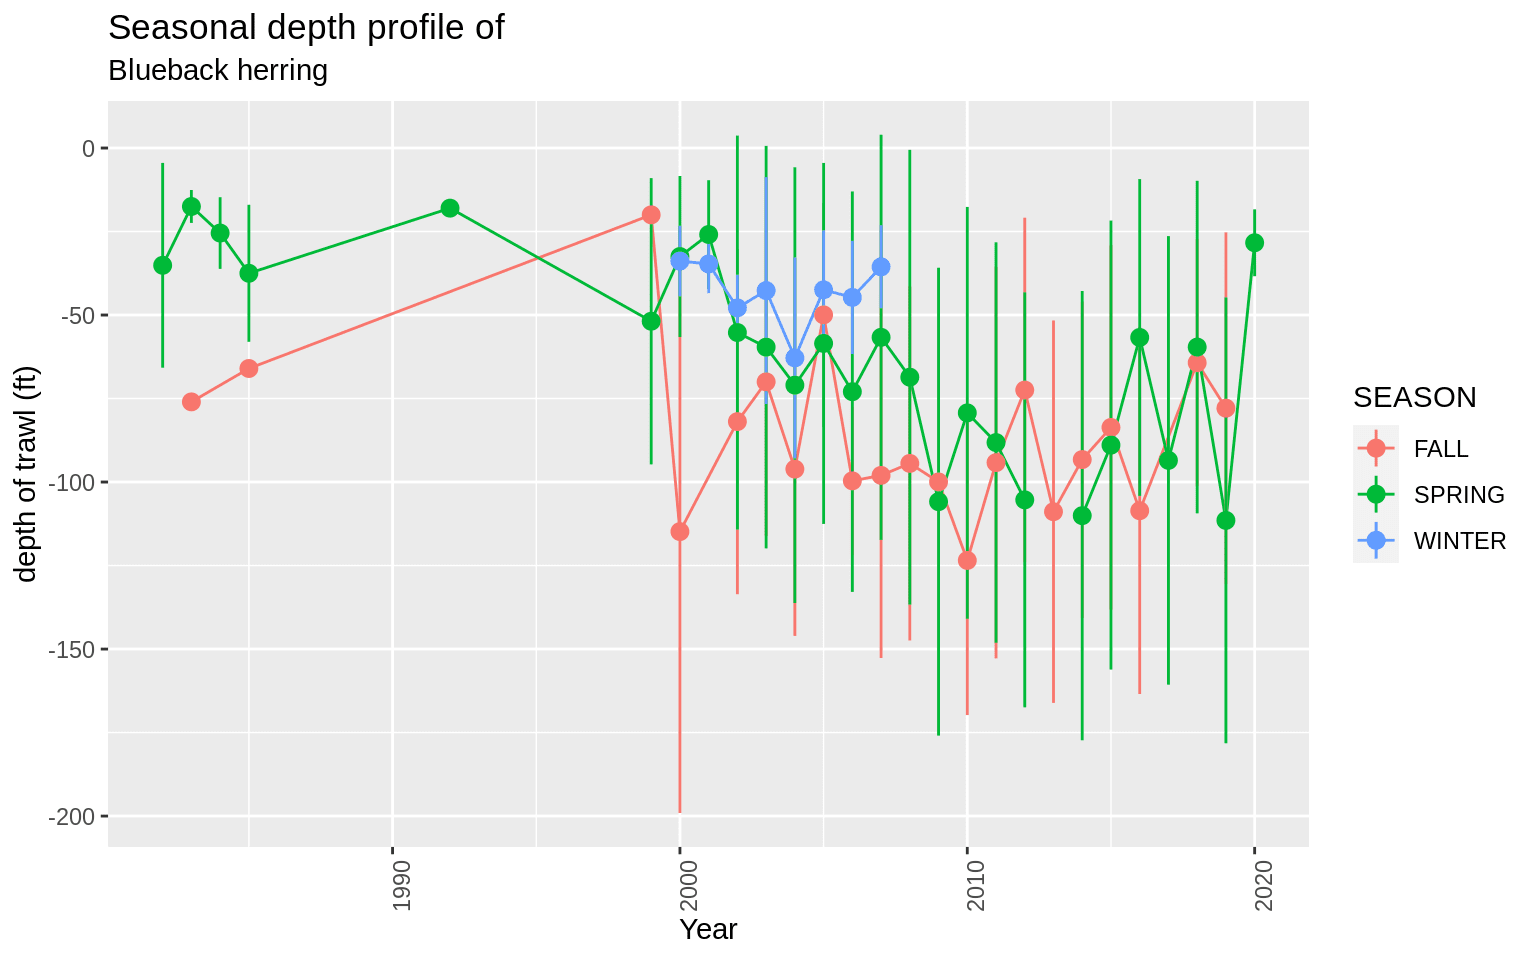 Seasonal depth profile of
Blueback herring
depth of trawl (ft)
0
-50
-100
-150
-200
1990
2000
2010
2020
Year
SEASON
FALL
SPRING
WINTER